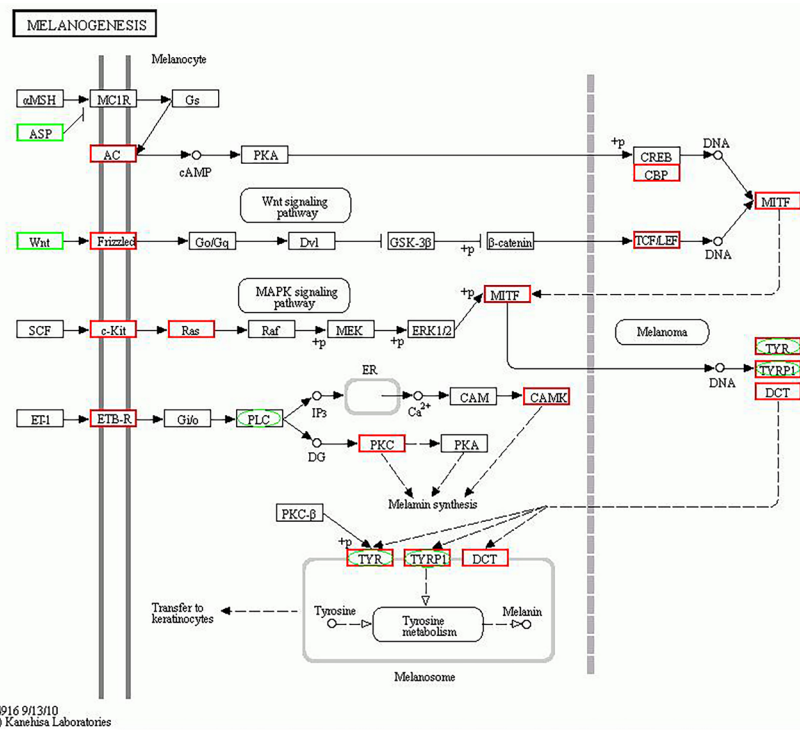 MELANOGENESIS
Melanocyte
αMSH
MC1R
Gs
ASP
AC
cAMP
PKA
+p
CREB
CBP
DNA
MITF
Wnt signaling
pathway
Wnt
Frizzled
Go/Gq
Dvl
GSK-3β
+p
β-catenin
TCF/LEF
DNA
MAPK signaling
pathway
+p
MITF
SCF
c-Kit
Ras
Raf
+p
MEK
+p
ERK1/2
Melanoma
TYR
TYRP1
DCT
DNA
ER
ET-1
ETB-R
Gi/o
PLC
IP3
Ca2+
CAM
CAMK
DG
PKC
PKA
Melamin synthesis
PKC-β
+p
TYR
TYRP1
DCT
Transfer to
keratinocytes
Tyrosine
Tyrosine
metabolism
Melanin
Melanosome
4916 9/13/10
) Kanehisa Laboratories